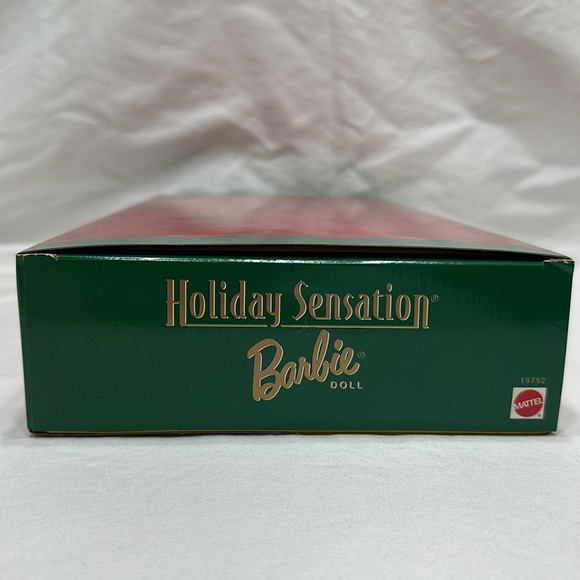 Holiday Sensation®
Barbie®
DOLL
19792
MATTEL®